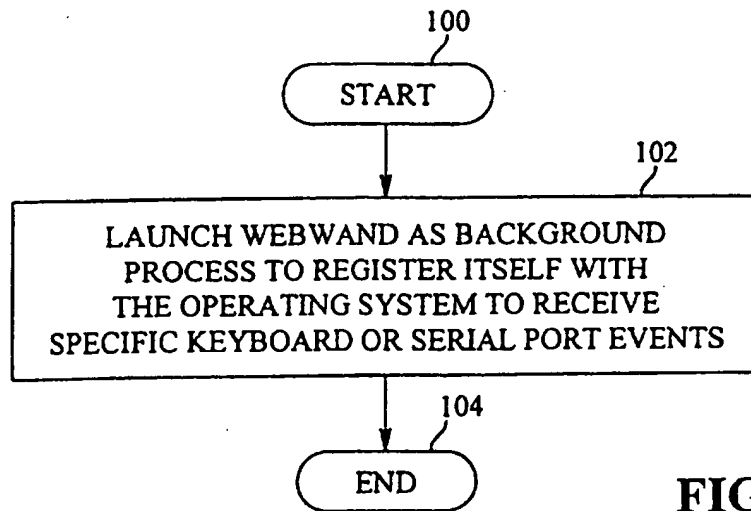 100
START
102
LAUNCH WEBWAND AS BACKGROUND
PROCESS TO REGISTER ITSELF WITH
THE OPERATING SYSTEM TO RECEIVE
SPECIFIC KEYBOARD OR SERIAL PORT EVENTS
104
END
FIG